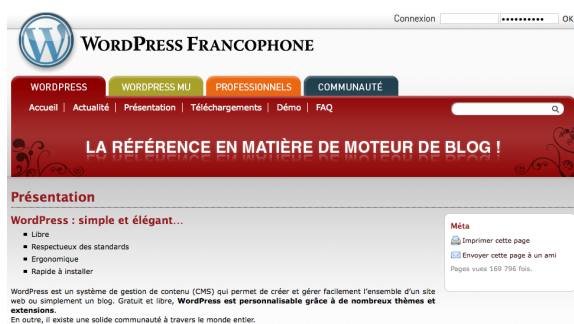 Connexion •••••••••• OK
WORDPRESS FRANCOPHONE
WORDPRESS WORDPRESS MU PROFESSIONNELS COMMUNAUTÉ
Accueil | Actualité | Présentation | Téléchargements | Démo | FAQ
LA RÉFÉRENCE EN MATIÈRE DE MOTEUR DE BLOG !
Présentation
WordPress : simple et élégant...
Libre
Respectueux des standards
Ergonomique
Rapide à installer
WordPress est un système de gestion de contenu (CMS) qui permet de créer et gérer facilement l'ensemble d'un site
web ou simplement un blog. Gratuit et libre, WordPress est personnalisable grâce à de nombreux thèmes et
extensions.
En outre, il existe une solide communauté à travers le monde entier.
Méta
Imprimer cette page
Envoyer cette page à un ami
Pages vues 169 796 fois.